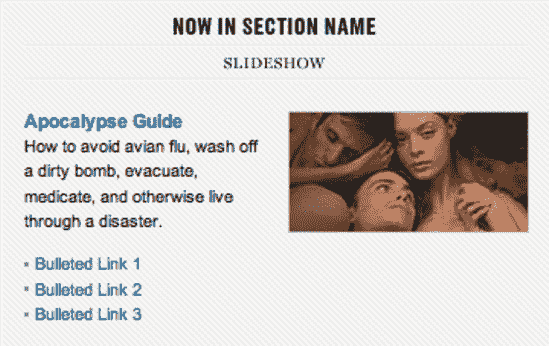 NOW IN SECTION NAME
SLIDESHOW
Apocalypse Guide
How to avoid avian flu, wash off
a dirty bomb, evacuate,
medicate, and otherwise live
through a disaster.
Bulleted Link 1
Bulleted Link 2
Bulleted Link 3